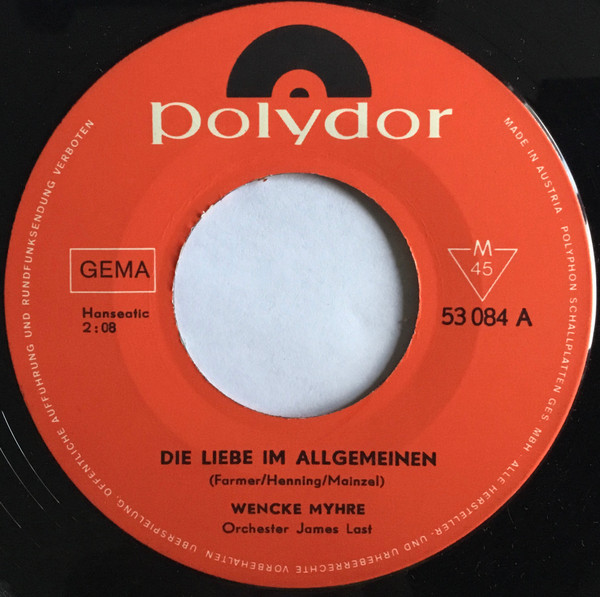 polydor
GEMA
Hanseatic
2:08
M
45
53 084 A
DIE LIEBE IM ALLGEMEINEN
(Farmer/Henning/Mainzel)
WENCKE MYHRE
Orchester James Last
MADE IN AUSTRIA POLYPHON SCHALLPLATTEN GES MBH · ALLE HERSTELLER- UND URHEBERRECHTE VORBEHALTEN ÜBERSPIELUNG, ÖFFENTLICHE AUFFÜHRUNG UND RUNDFUNKSENDUNG VERBOTEN